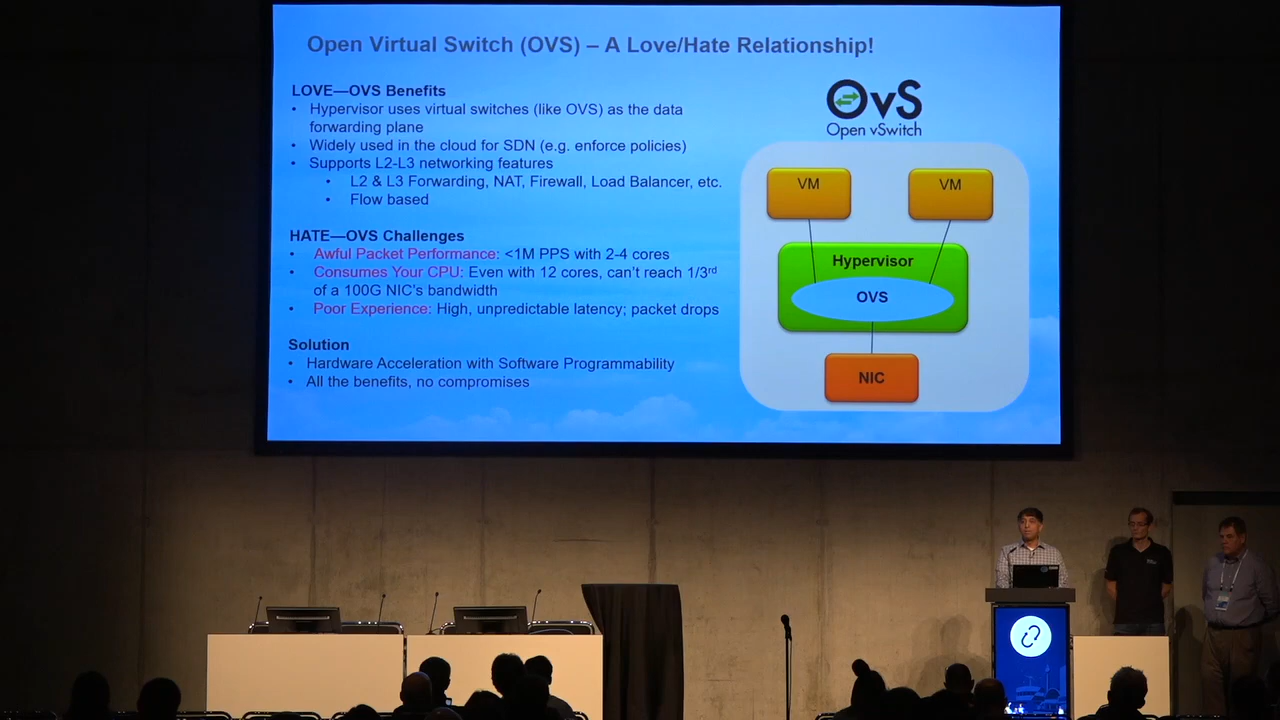 Open Virtual Switch (OVS) – A Love/Hate Relationship!
LOVE—OVS Benefits
• Hypervisor uses virtual switches (like OVS) as the data
forwarding plane
• Widely used in the cloud for SDN (e.g. enforce policies)
• Supports L2-L3 networking features
• L2 & L3 Forwarding, NAT, Firewall, Load Balancer, etc.
• Flow based
HATE—OVS Challenges
• Awful Packet Performance: <1M PPS with 2-4 cores
• Consumes Your CPU: Even with 12 cores, can't reach 1/3rd
of a 100G NIC's bandwidth
• Poor Experience: High, unpredictable latency; packet drops
Solution
• Hardware Acceleration with Software Programmability
• All the benefits, no compromises
OvS
Open vSwitch
VM
VM
Hypervisor
OVS
NIC